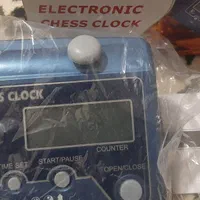 ELECTRONIC
CHESS CLOCK
S CLOCK
COUNTER
TIME SET
START/PAUSE
OPEN/CLOSE